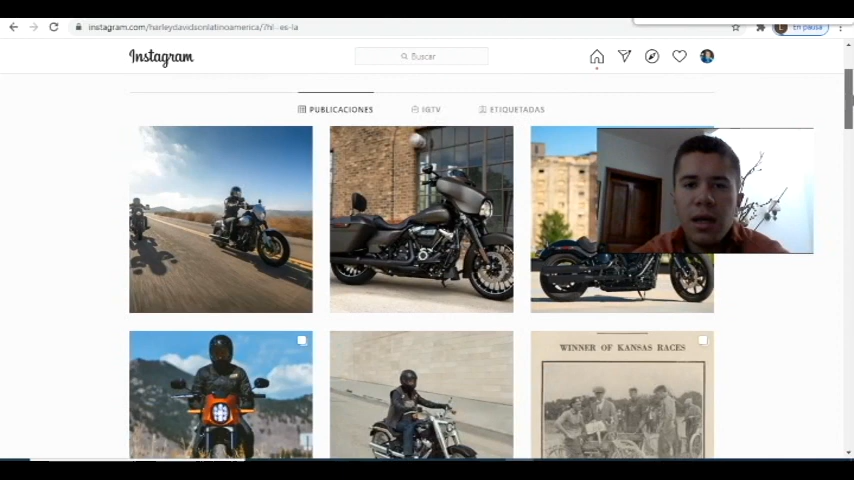 instagram.com/harleydavidsonlatinoamerica/?hl=es-la
En pausa
Instagram
Buscar
PUBLICACIONES
IGTV
ETIQUETADAS
WINNER OF KANSAS RACES